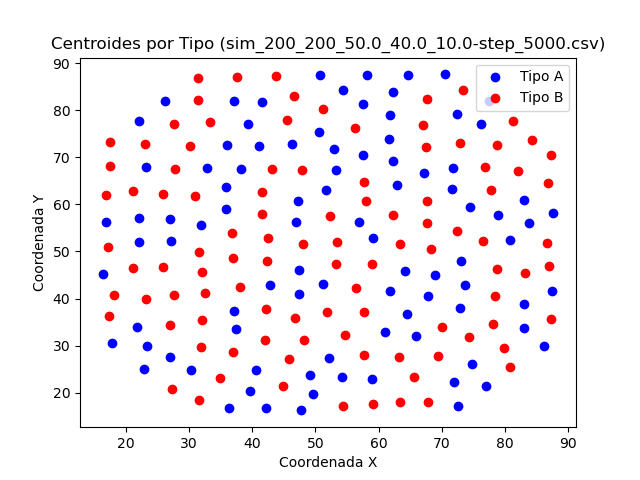 Centroides por Tipo (sim_200_200_50.0_40.0_10.0-step_5000.csv)
Tipo A
Tipo B
90
80
70
60
50
40
30
20
Coordenada Y
20 30 40 50 60 70 80 90
Coordenada X